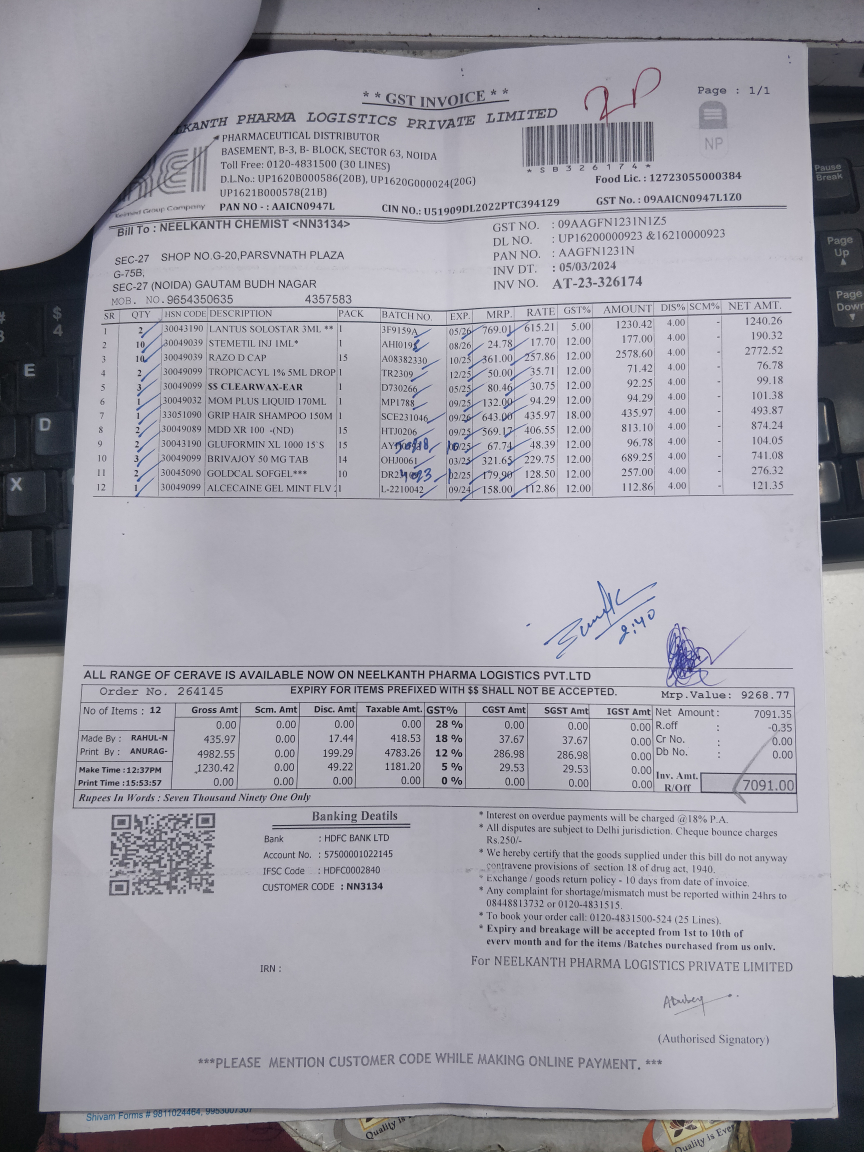 * * GST INVOICE * *
Page : 1/1
KANTH PHARMA LOGISTICS PRIVATE LIMITED
NP
PHARMACEUTICAL DISTRIBUTOR
BASEMENT, B-3, B- BLOCK, SECTOR 63, NOIDA
Toll Free: 0120-4831500 (30 LINES)
D.L.No.: UP1620B000586(20B), UP1620G000024(20G)
UP1621B000578(21B)
* S B 3 2 6 1 7 4 *
Food Lic. : 12723055000384
Group Company
PAN NO - : AAICN0947L
CIN NO.: U51909DL2022PTC394129
GST No. : 09AAICN0947L1Z0
Bill To : NEELKANTH CHEMIST <NN3134>
SEC-27 SHOP NO.G-20,PARSVNATH PLAZA
G-75B,
SEC-27 (NOIDA) GAUTAM BUDH NAGAR
MOB. NO.9654350635 4357583
GST NO. : 09AAGFN1231N1Z5
DL NO. : UP16200000923 &16210000923
PAN NO. : AAGFN1231N
INV DT. : 05/03/2024
INV NO. AT-23-326174
SR QTY HSN CODE DESCRIPTION PACK BATCH NO. EXP. MRP. RATE GST% AMOUNT DIS% SCM% NET AMT.
1 2 30043190 LANTUS SOLOSTAR 3ML ** 1 3F9159A 05/26 769.01 615.21 5.00 1230.42 4.00 - 1240.26
2 10 30049039 STEMETIL INJ 1ML* 1 08/26 24.78 17.70 12.00 177.00 4.00 - 190.32
3 10 30049039 RAZO D CAP 15 A08382330 10/25 361.00 257.86 12.00 2578.60 4.00 - 2772.52
4 2 30049099 TROPICACYL 1% 5ML DROP 1 TR2309 12/25 50.00 35.71 12.00 71.42 4.00 - 76.78
5 3 30049099 $$ CLEARWAX-EAR 1 D730266 05/25 80.46 30.75 12.00 92.25 4.00 - 99.18
6 1 30049032 MOM PLUS LIQUID 170ML 1 MP1788 09/26 132.00 94.29 12.00 94.29 4.00 - 101.38
7 1 33051090 GRIP HAIR SHAMPOO 150M 1 SCE231046 09/26 643.00 435.97 18.00 435.97 4.00 - 493.87
8 2 30049089 MDD XR 100 -(ND) 15 HTJ0206 09/25 569.17 406.55 12.00 813.10 4.00 - 874.24
9 2 30043190 GLUFORMIN XL 1000 15`S 15 67.74 48.39 12.00 96.78 4.00 - 104.05
10 3 30049099 BRIVAJOY 50 MG TAB 14 OHJ0061 03/25 321.65 229.75 12.00 689.25 4.00 - 741.08
11 2 30045090 GOLDCAL SOFGEL*** 10 02/25 179.90 128.50 12.00 257.00 4.00 - 276.32
12 1 30049099 ALCECAINE GEL MINT FLV 1 L-2210042 09/24 158.00 112.86 12.00 112.86 4.00 - 121.35
2:40
ALL RANGE OF CERAVE IS AVAILABLE NOW ON NEELKANTH PHARMA LOGISTICS PVT.LTD
Order No. 264145 EXPIRY FOR ITEMS PREFIXED WITH $$ SHALL NOT BE ACCEPTED. Mrp.Value: 9268.77
No of Items : 12 Gross Amt Scm. Amt Disc. Amt Taxable Amt. GST% CGST Amt SGST Amt IGST Amt Net Amount: 7091.35
0.00 0.00 0.00 0.00 28 % 0.00 0.00 0.00 R.off : -0.35
Made By : RAHUL-N 435.97 0.00 17.44 418.53 18 % 37.67 37.67 0.00 Cr No. : 0.00
Print By : ANURAG- 4982.55 0.00 199.29 4783.26 12 % 286.98 286.98 0.00 Db No. : 0.00
Make Time :12:37PM 1230.42 0.00 49.22 1181.20 5 % 29.53 29.53 0.00 Inv. Amt.
Print Time :15:53:57 0.00 0.00 0.00 0.00 0 % 0.00 0.00 0.00 R/Off 7091.00
Rupees In Words : Seven Thousand Ninety One Only
Banking Deatils
Bank : HDFC BANK LTD
Account No. : 57500001022145
IFSC Code : HDFC0002840
CUSTOMER CODE : NN3134
* Interest on overdue payments will be charged @18% P.A.
* All disputes are subject to Delhi jurisdiction. Cheque bounce charges
Rs.250/-
* We hereby certify that the goods supplied under this bill do not anyway
contravene provisions of section 18 of drug act, 1940.
* Exchange / goods return policy - 10 days from date of invoice.
* Any complaint for shortage/mismatch must be reported within 24hrs to
08448813732 or 0120-4831515.
* To book your order call: 0120-4831500-524 (25 Lines).
* Expiry and breakage will be accepted from 1st to 10th of
every month and for the items /Batches purchased from us only.
IRN :
For NEELKANTH PHARMA LOGISTICS PRIVATE LIMITED
(Authorised Signatory)
***PLEASE MENTION CUSTOMER CODE WHILE MAKING ONLINE PAYMENT. ***
Shivam Forms # 9811024464,
Quality is
Quality is Ever
Pause
Break
Page
Up
Page
Down
#
3
$
4
E
D
X